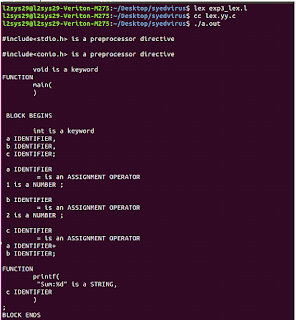 l2sys29@l2sys29-Veriton-M275:~/Desktop/syedvirus$ lex exp3_lex.l
l2sys29@l2sys29-Veriton-M275:~/Desktop/syedvirus$ cc lex.yy.c
l2sys29@l2sys29-Veriton-M275:~/Desktop/syedvirus$ ./a.out
#include<stdio.h> is a preprocessor directive
#include<conio.h> is a preprocessor directive
void is a keyword
FUNCTION
main(
)
BLOCK BEGINS
int is a keyword
a IDENTIFIER,
b IDENTIFIER,
c IDENTIFIER;
a IDENTIFIER
= is an ASSIGNMENT OPERATOR
1 is a NUMBER ;
b IDENTIFIER
= is an ASSIGNMENT OPERATOR
2 is a NUMBER ;
c IDENTIFIER
= is an ASSIGNMENT OPERATOR
a IDENTIFIER+
b IDENTIFIER;
FUNCTION
printf(
"Sum:%d" is a STRING,
c IDENTIFIER
)
;
BLOCK ENDS